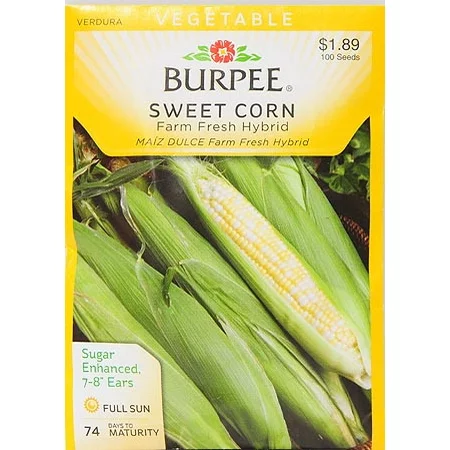 VERDURA
VEGETABLE
$1.89
100 Seeds
BURPEE®
SWEET CORN
Farm Fresh Hybrid
MAÍZ DULCE Farm Fresh Hybrid
Sugar
Enhanced,
7-8" Ears
FULL SUN
74 DAYS TO MATURITY